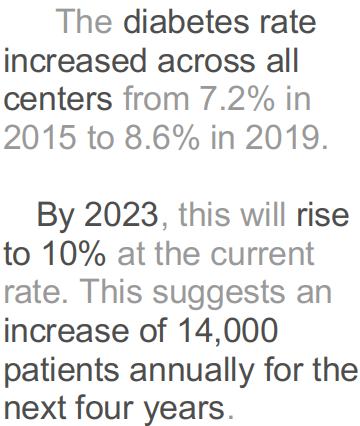 The diabetes rate
increased across all
centers from 7.2% in
2015 to 8.6% in 2019.
By 2023, this will rise
to 10% at the current
rate. This suggests an
increase of 14,000
patients annually for the
next four years.